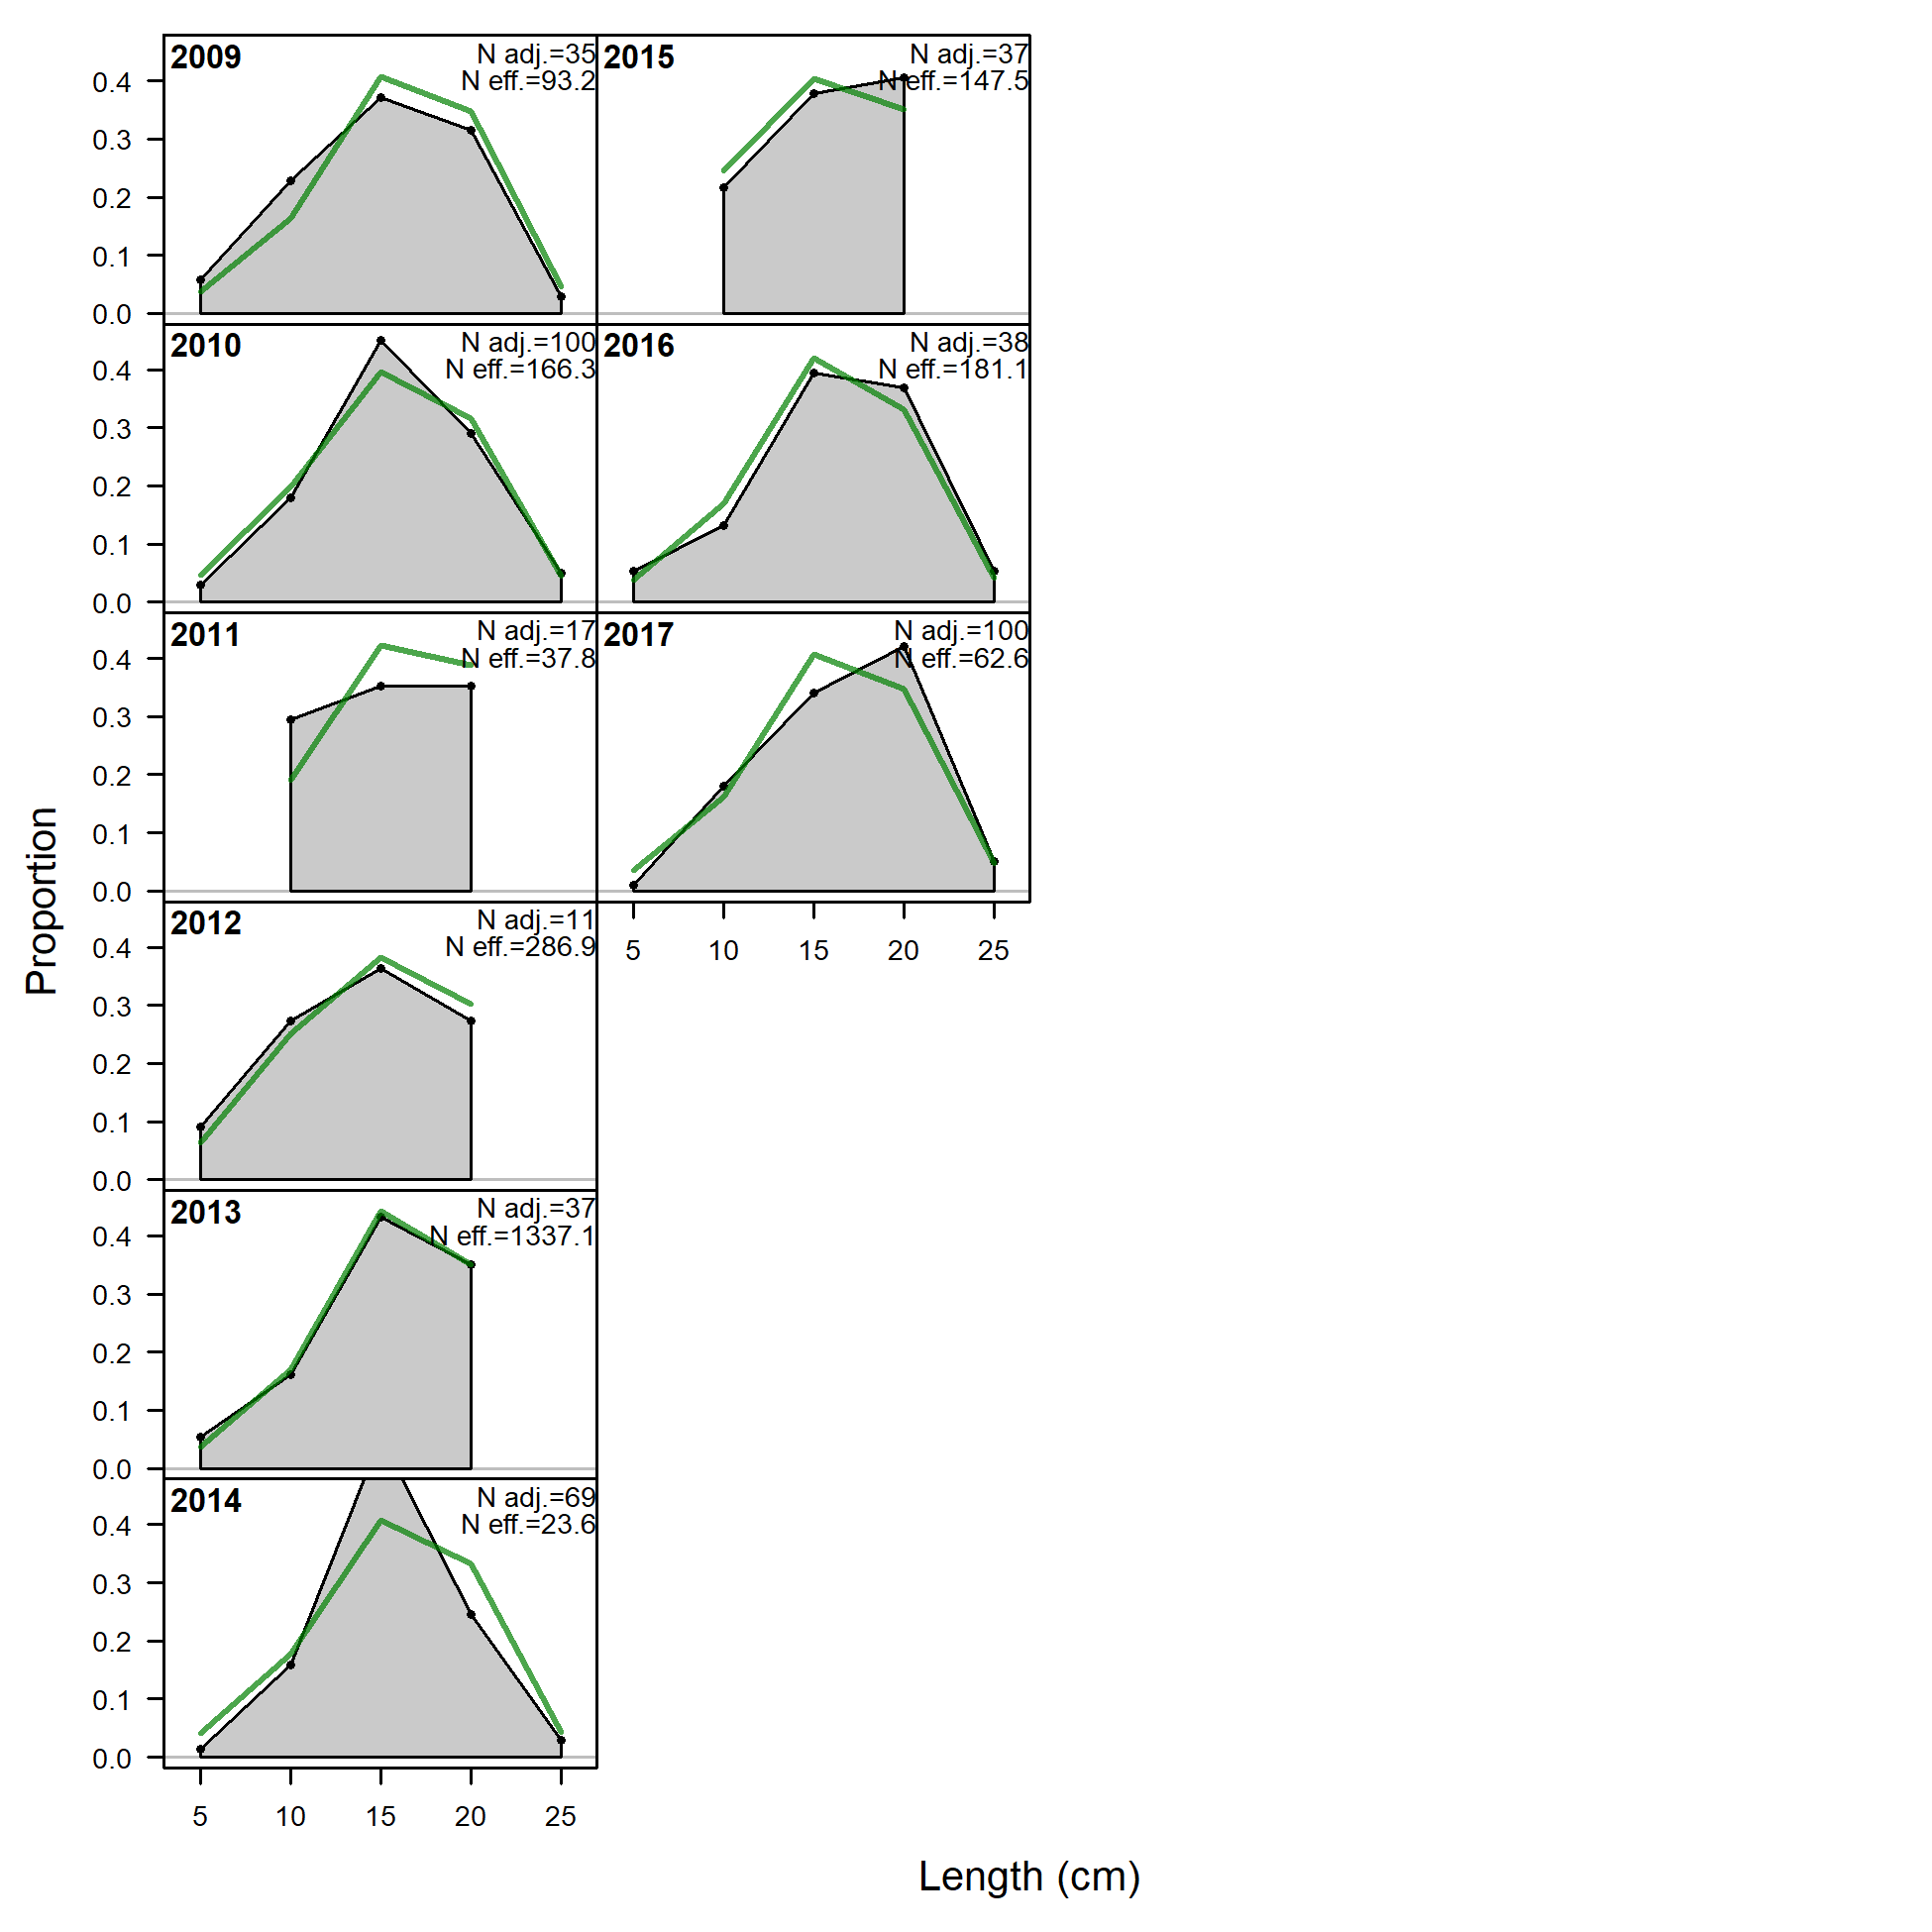 Proportion
2009
N adj.=35
N eff.=93.2
0.4
0.3
0.2
0.1
0.0
2010
N adj.=100
N eff.=166.3
0.4
0.3
0.2
0.1
0.0
2011
N adj.=17
N eff.=37.8
0.4
0.3
0.2
0.1
0.0
2012
N adj.=11
N eff.=286.9
0.4
0.3
0.2
0.1
0.0
2013
N adj.=37
N eff.=1337.1
0.4
0.3
0.2
0.1
0.0
2014
N adj.=69
N eff.=23.6
0.4
0.3
0.2
0.1
0.0
5 10 15 20 25
2015
N adj.=37
N eff.=147.5
2016
N adj.=38
N eff.=181.1
2017
N adj.=100
N eff.=62.6
5 10 15 20 25
Length (cm)